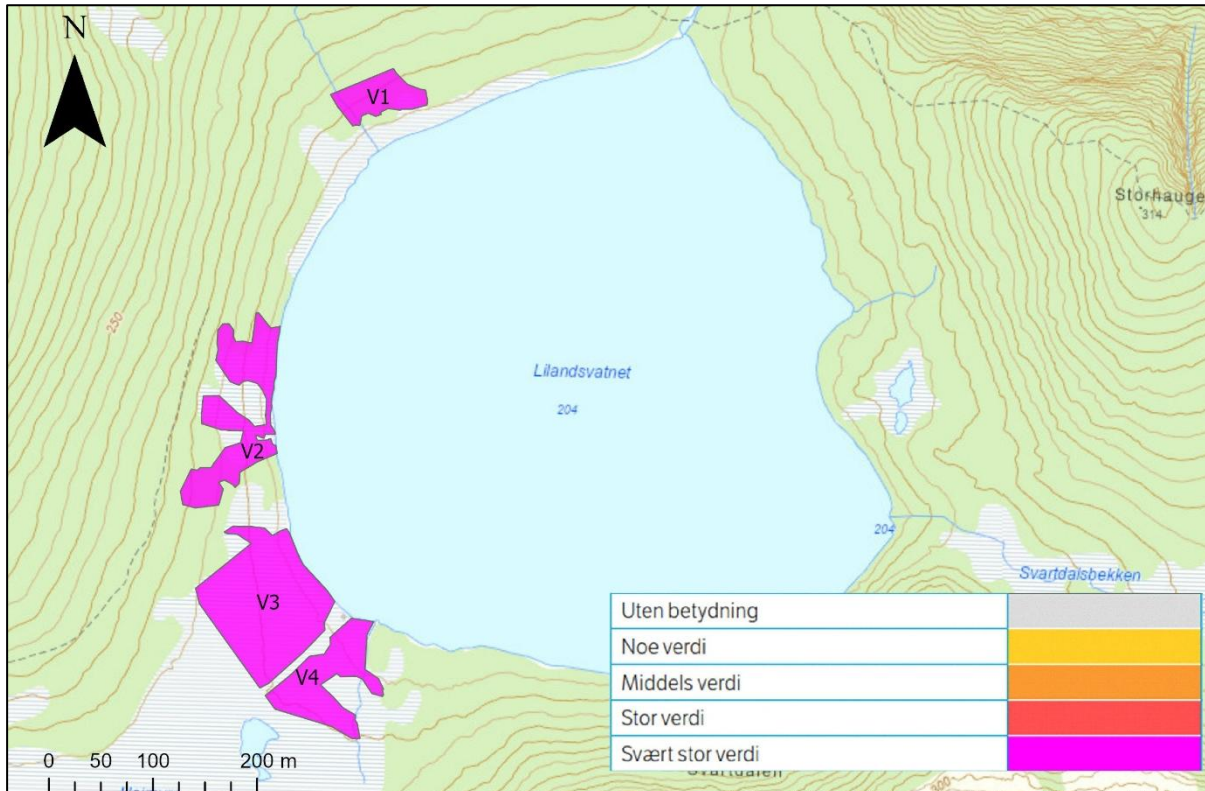 N
V1
Storhauge
314
250
Lilandsvatnet
204
V2
204
Svartdalsbekken
V3
V4
Uten betydning
Noe verdi
Middels verdi
Stor verdi
Svært stor verdi
0 50 100 200 m
300